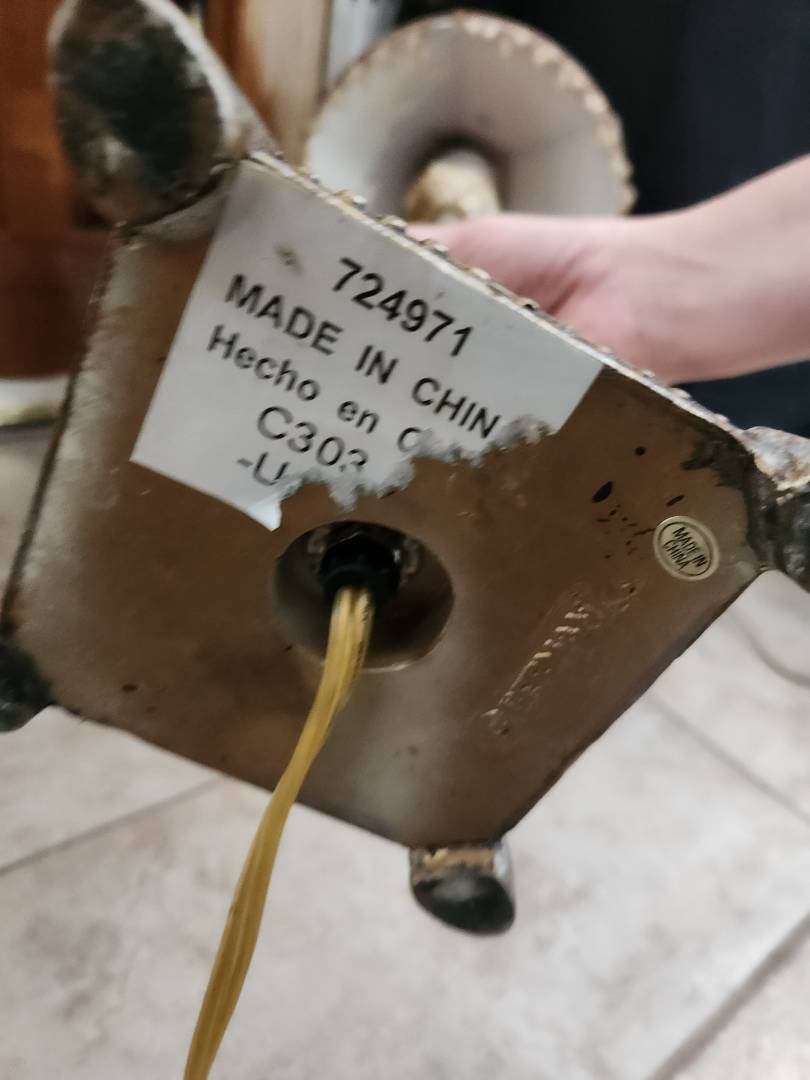 724971
MADE IN CHIN
Hecho en C
C303
-U
MADE IN
CHINA